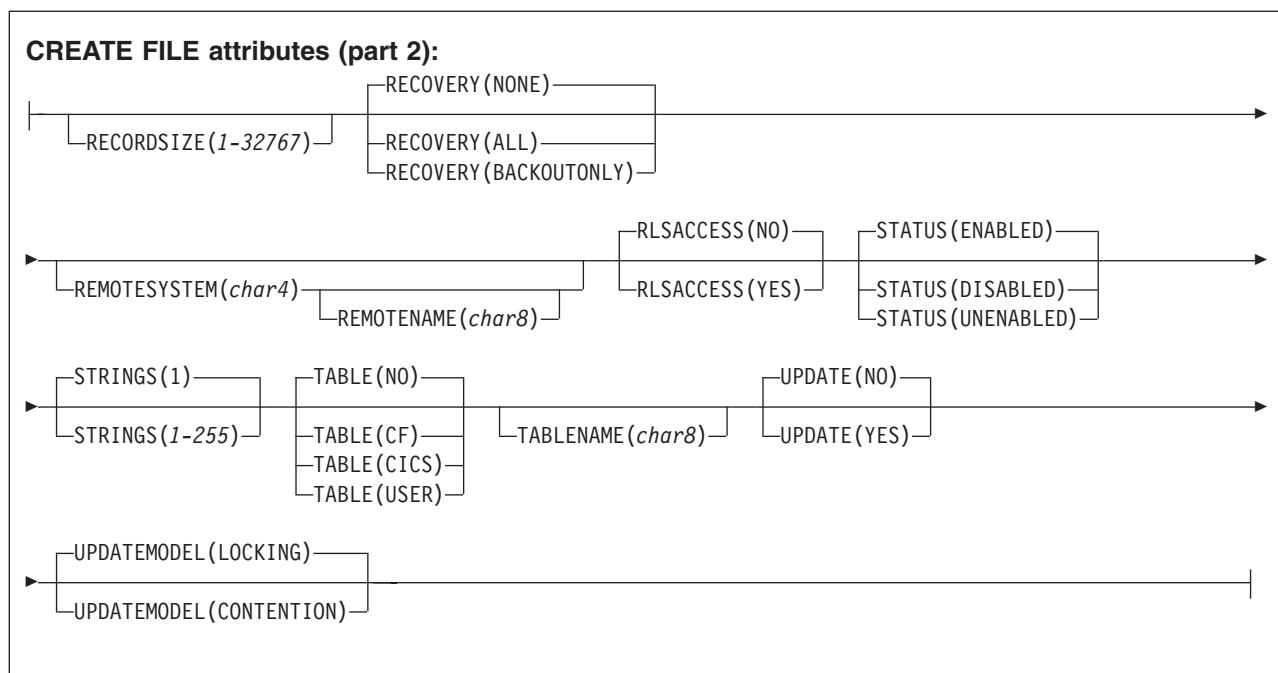 CREATE FILE attributes (part 2):
RECOVERY(NONE)
RECORDSIZE(1-32767)
RECOVERY(ALL)
RECOVERY(BACKOUTONLY)
RLSACCESS(NO)
STATUS(ENABLED)
REMOTESYSTEM(char4)
REMOTENAME(char8)
RLSACCESS(YES)
STATUS(DISABLED)
STATUS(UNENABLED)
STRINGS(1)
TABLE(NO)
UPDATE(NO)
STRINGS(1-255)
TABLE(CF)
TABLE(CICS)
TABLE(USER)
TABLENAME(char8)
UPDATE(YES)
UPDATEMODEL(LOCKING)
UPDATEMODEL(CONTENTION)